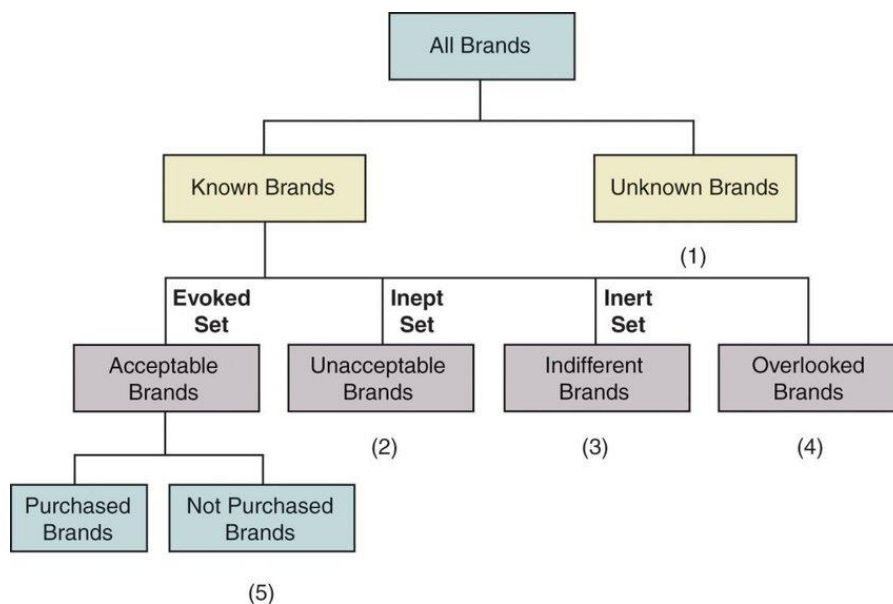 All Brands
Known Brands
Unknown Brands
(1)
Evoked
Set
Inept
Set
Inert
Set
Acceptable
Brands
Unacceptable
Brands
Indifferent
Brands
Overlooked
Brands
(2)
(3)
(4)
Purchased
Brands
Not Purchased
Brands
(5)